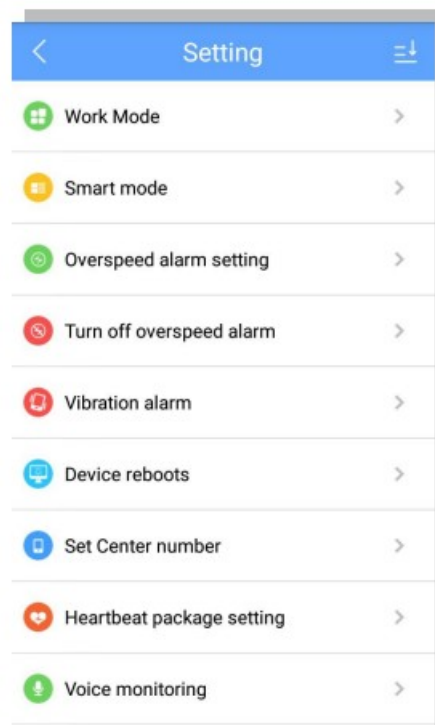 Setting
Work Mode
Smart mode
Overspeed alarm setting
Turn off overspeed alarm
Vibration alarm
Device reboots
Set Center number
Heartbeat package setting
Voice monitoring